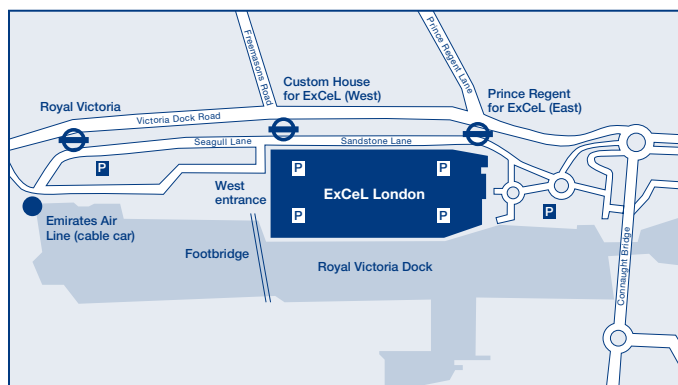 Freemasons Road
Prince Regent Lane
Custom House
for ExCeL (West)
Prince Regent
for ExCeL (East)
Royal Victoria
Victoria Dock Road
Seagull Lane
Sandstone Lane
P
P
P
West
entrance
ExCeL London
P
P
P
Emirates Air
Line (cable car)
Footbridge
Royal Victoria Dock
Connaught Bridge